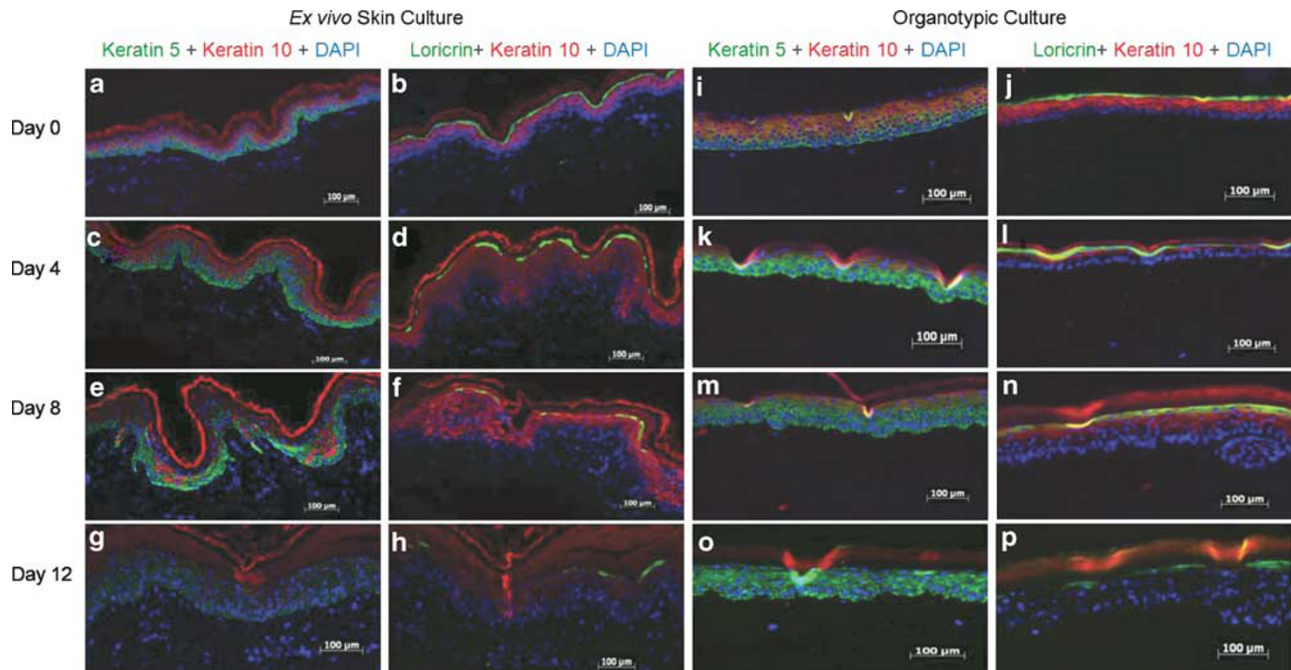 Ex vivo Skin Culture Organotypic Culture
Keratin 5 + Keratin 10 + DAPI Loricrin+ Keratin 10 + DAPI Keratin 5 + Keratin 10 + DAPI Loricrin+ Keratin 10 + DAPI
a b i j
Day 0
100 µm 100 µm 100 µm 100 µm
c d k l
Day 4
100 µm 100 µm 100 µm 100 µm
e f m n
Day 8
100 µm 100 µm 100 µm 100 µm
g h o p
Day 12
100 µm 100 µm 100 µm 100 µm